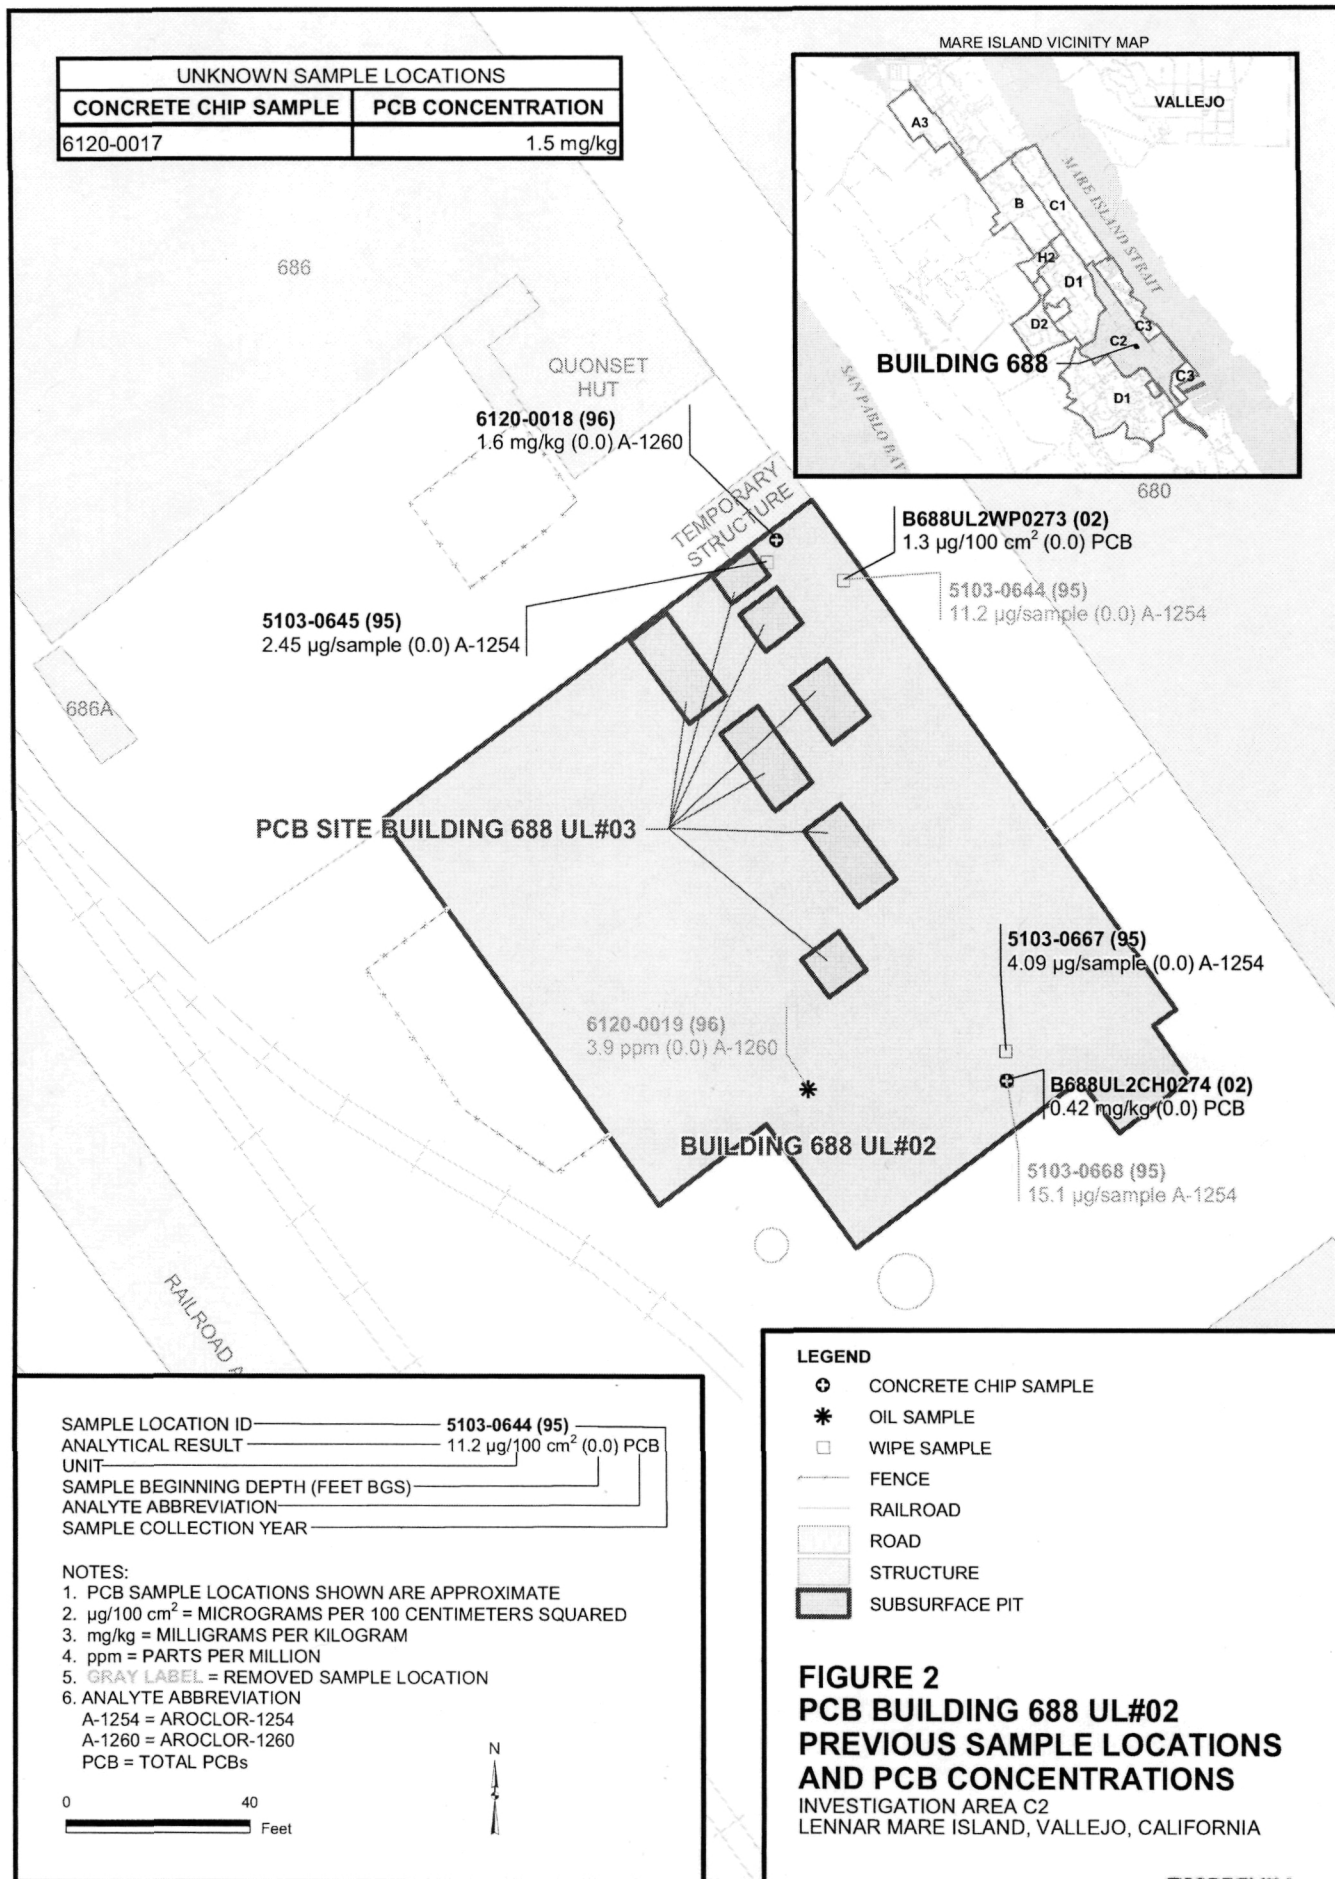 UNKNOWN SAMPLE LOCATIONS
CONCRETE CHIP SAMPLE PCB CONCENTRATION
6120-0017 1.5 mg/kg
MARE ISLAND VICINITY MAP
VALLEJO
A3
MARE ISLAND STRAIT
B
C1
H2
D1
D2
C3
C2
BUILDING 688
C3
D1
SAN PABLO BAY
686
QUONSET
HUT
680
6120-0018 (96)
1.6 mg/kg (0.0) A-1260
TEMPORARY
STRUCTURE
B688UL2WP0273 (02)
1.3 µg/100 cm² (0.0) PCB
5103-0644 (95)
11.2 µg/sample (0.0) A-1254
5103-0645 (95)
2.45 µg/sample (0.0) A-1254
686A
PCB SITE BUILDING 688 UL#03
5103-0667 (95)
4.09 µg/sample (0.0) A-1254
6120-0019 (96)
3.9 ppm (0.0) A-1260
B688UL2CH0274 (02)
0.42 mg/kg (0.0) PCB
BUILDING 688 UL#02
5103-0668 (95)
15.1 µg/sample A-1254
RAILROAD
SAMPLE LOCATION ID 5103-0644 (95)
ANALYTICAL RESULT 11.2 µg/100 cm² (0.0) PCB
UNIT
SAMPLE BEGINNING DEPTH (FEET BGS)
ANALYTE ABBREVIATION
SAMPLE COLLECTION YEAR
NOTES:
1. PCB SAMPLE LOCATIONS SHOWN ARE APPROXIMATE
2. µg/100 cm² = MICROGRAMS PER 100 CENTIMETERS SQUARED
3. mg/kg = MILLIGRAMS PER KILOGRAM
4. ppm = PARTS PER MILLION
5. GRAY LABEL = REMOVED SAMPLE LOCATION
6. ANALYTE ABBREVIATION
A-1254 = AROCLOR-1254
A-1260 = AROCLOR-1260
PCB = TOTAL PCBs
0 40
Feet
N
LEGEND
CONCRETE CHIP SAMPLE
OIL SAMPLE
WIPE SAMPLE
FENCE
RAILROAD
ROAD
STRUCTURE
SUBSURFACE PIT
FIGURE 2
PCB BUILDING 688 UL#02
PREVIOUS SAMPLE LOCATIONS
AND PCB CONCENTRATIONS
INVESTIGATION AREA C2
LENNAR MARE ISLAND, VALLEJO, CALIFORNIA